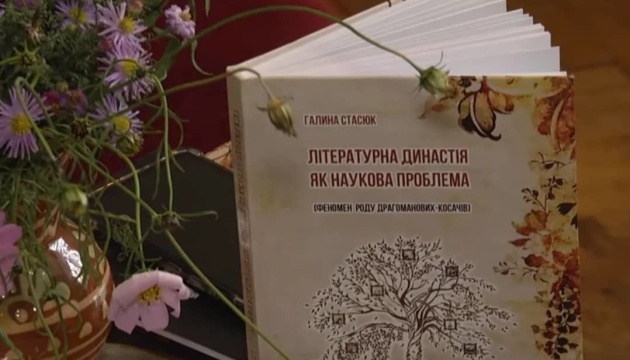 ГАЛИНА СТАСЮК
ЛІТЕРАТУРНА ДИНАСТІЯ
ЯК НАУКОВА ПРОБЛЕМА
(ФЕНОМЕН РОДУ ДРАГОМАНОВИХ-КОСАЧІВ)